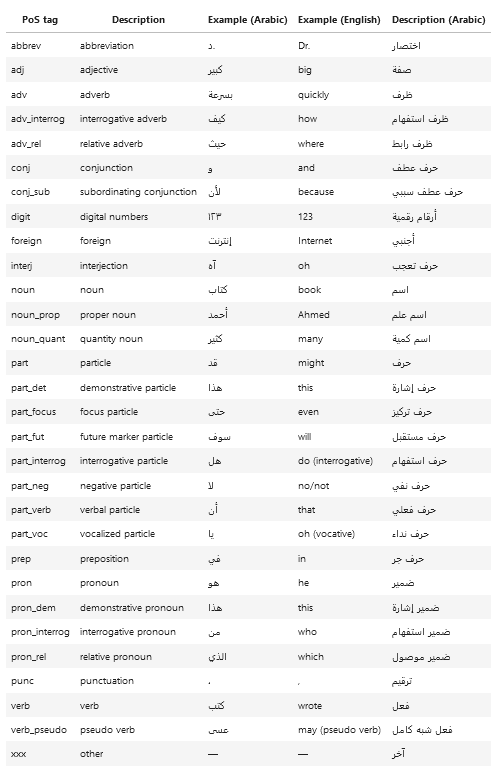 PoS tag Description Example (Arabic) Example (English) Description (Arabic)
abbrev abbreviation د. Dr. اختصار
adj adjective كبير big صفة
adv adverb بسرعة quickly ظرف
adv_interrog interrogative adverb كيف how ظرف استفهام
adv_rel relative adverb حيث where ظرف رابط
conj conjunction و and حرف عطف
conj_sub subordinating conjunction لأن because حرف عطف سببي
digit digital numbers ١٢٣ 123 أرقام رقمية
foreign foreign إنترنت Internet أجنبي
interj interjection آه oh حرف تعجب
noun noun كتاب book اسم
noun_prop proper noun أحمد Ahmed اسم علم
noun_quant quantity noun كثير many اسم كمية
part particle قد might حرف
part_det demonstrative particle هذا this حرف إشارة
part_focus focus particle حتى even حرف تركيز
part_fut future marker particle سوف will حرف مستقبل
part_interrog interrogative particle هل do (interrogative) حرف استفهام
part_neg negative particle لا no/not حرف نفي
part_verb verbal particle أن that حرف فعلي
part_voc vocalized particle يا oh (vocative) حرف نداء
prep preposition في in حرف جر
pron pronoun هو he ضمير
pron_dem demonstrative pronoun هذا this ضمير إشارة
pron_interrog interrogative pronoun من who ضمير استفهام
pron_rel relative pronoun الذي which ضمير موصول
punc punctuation ، , ترقيم
verb verb كتب wrote فعل
verb_pseudo pseudo verb عسى may (pseudo verb) فعل شبه كامل
xxx other — — آخر